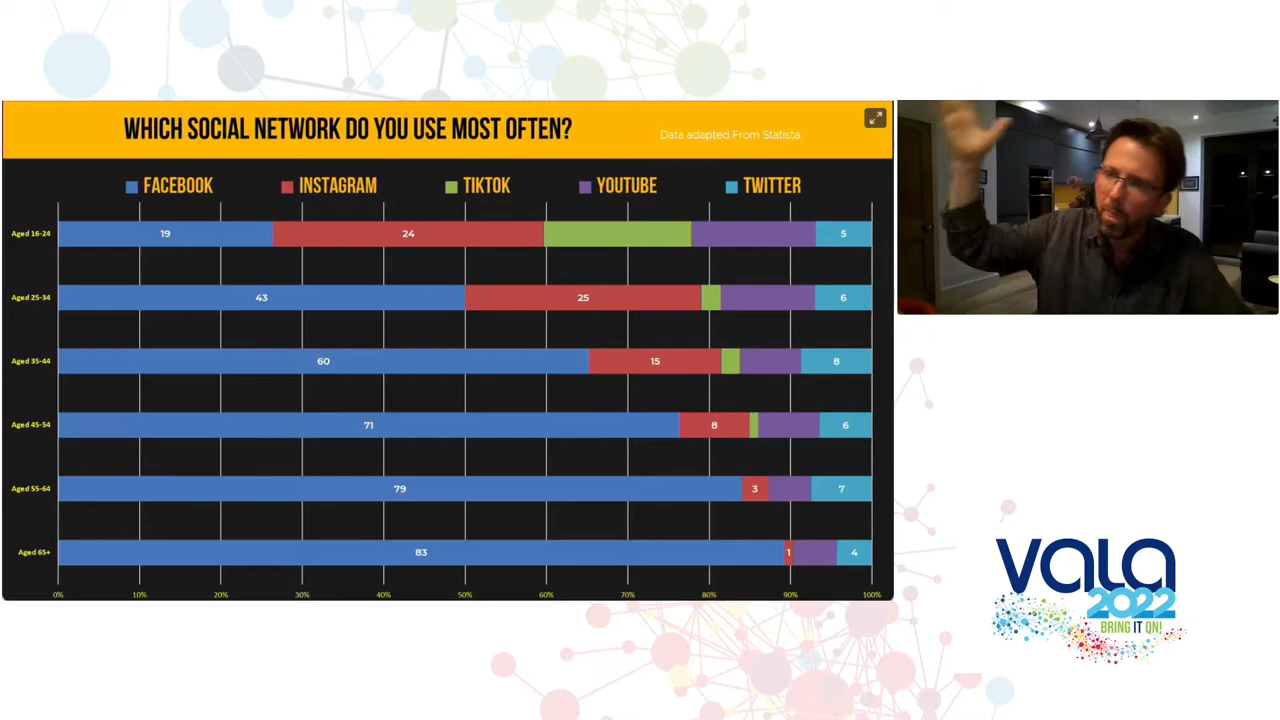 WHICH SOCIAL NETWORK DO YOU USE MOST OFTEN?
Data adapted From Statista.
FACEBOOK INSTAGRAM TIKTOK YOUTUBE TWITTER
Aged 16-24 19 24 5
Aged 25-34 43 25 6
Aged 35-44 60 15 8
Aged 45-54 71 8 6
Aged 55-64 79 3 7
Aged 65+ 83 1 4
0% 10% 20% 30% 40% 50% 60% 70% 80% 90% 100%
VALA
2022
BRING IT ON!